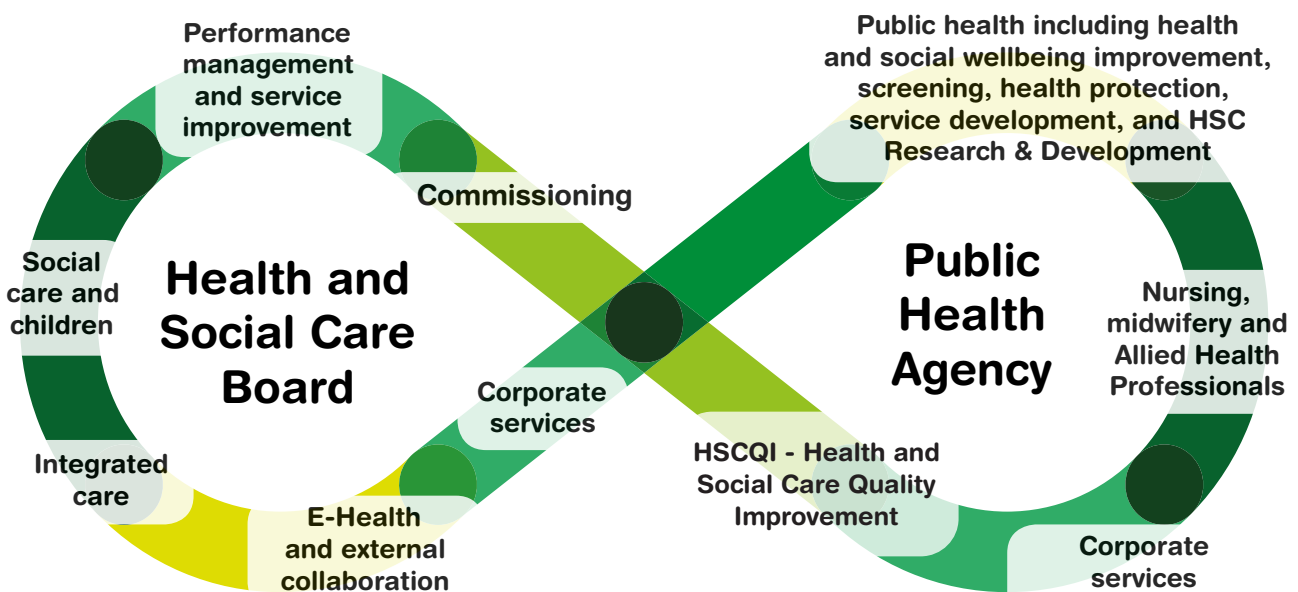 Performance
management
and service
improvement
Commissioning
Social
care and
children
Health and
Social Care
Board
Integrated
care
E-Health
and external
collaboration
Corporate
services
Public health including health
and social wellbeing improvement,
screening, health protection,
service development, and HSC
Research & Development
Public
Health
Agency
Nursing,
midwifery and
Allied Health
Professionals
HSCQI - Health and
Social Care Quality
Improvement
Corporate
services